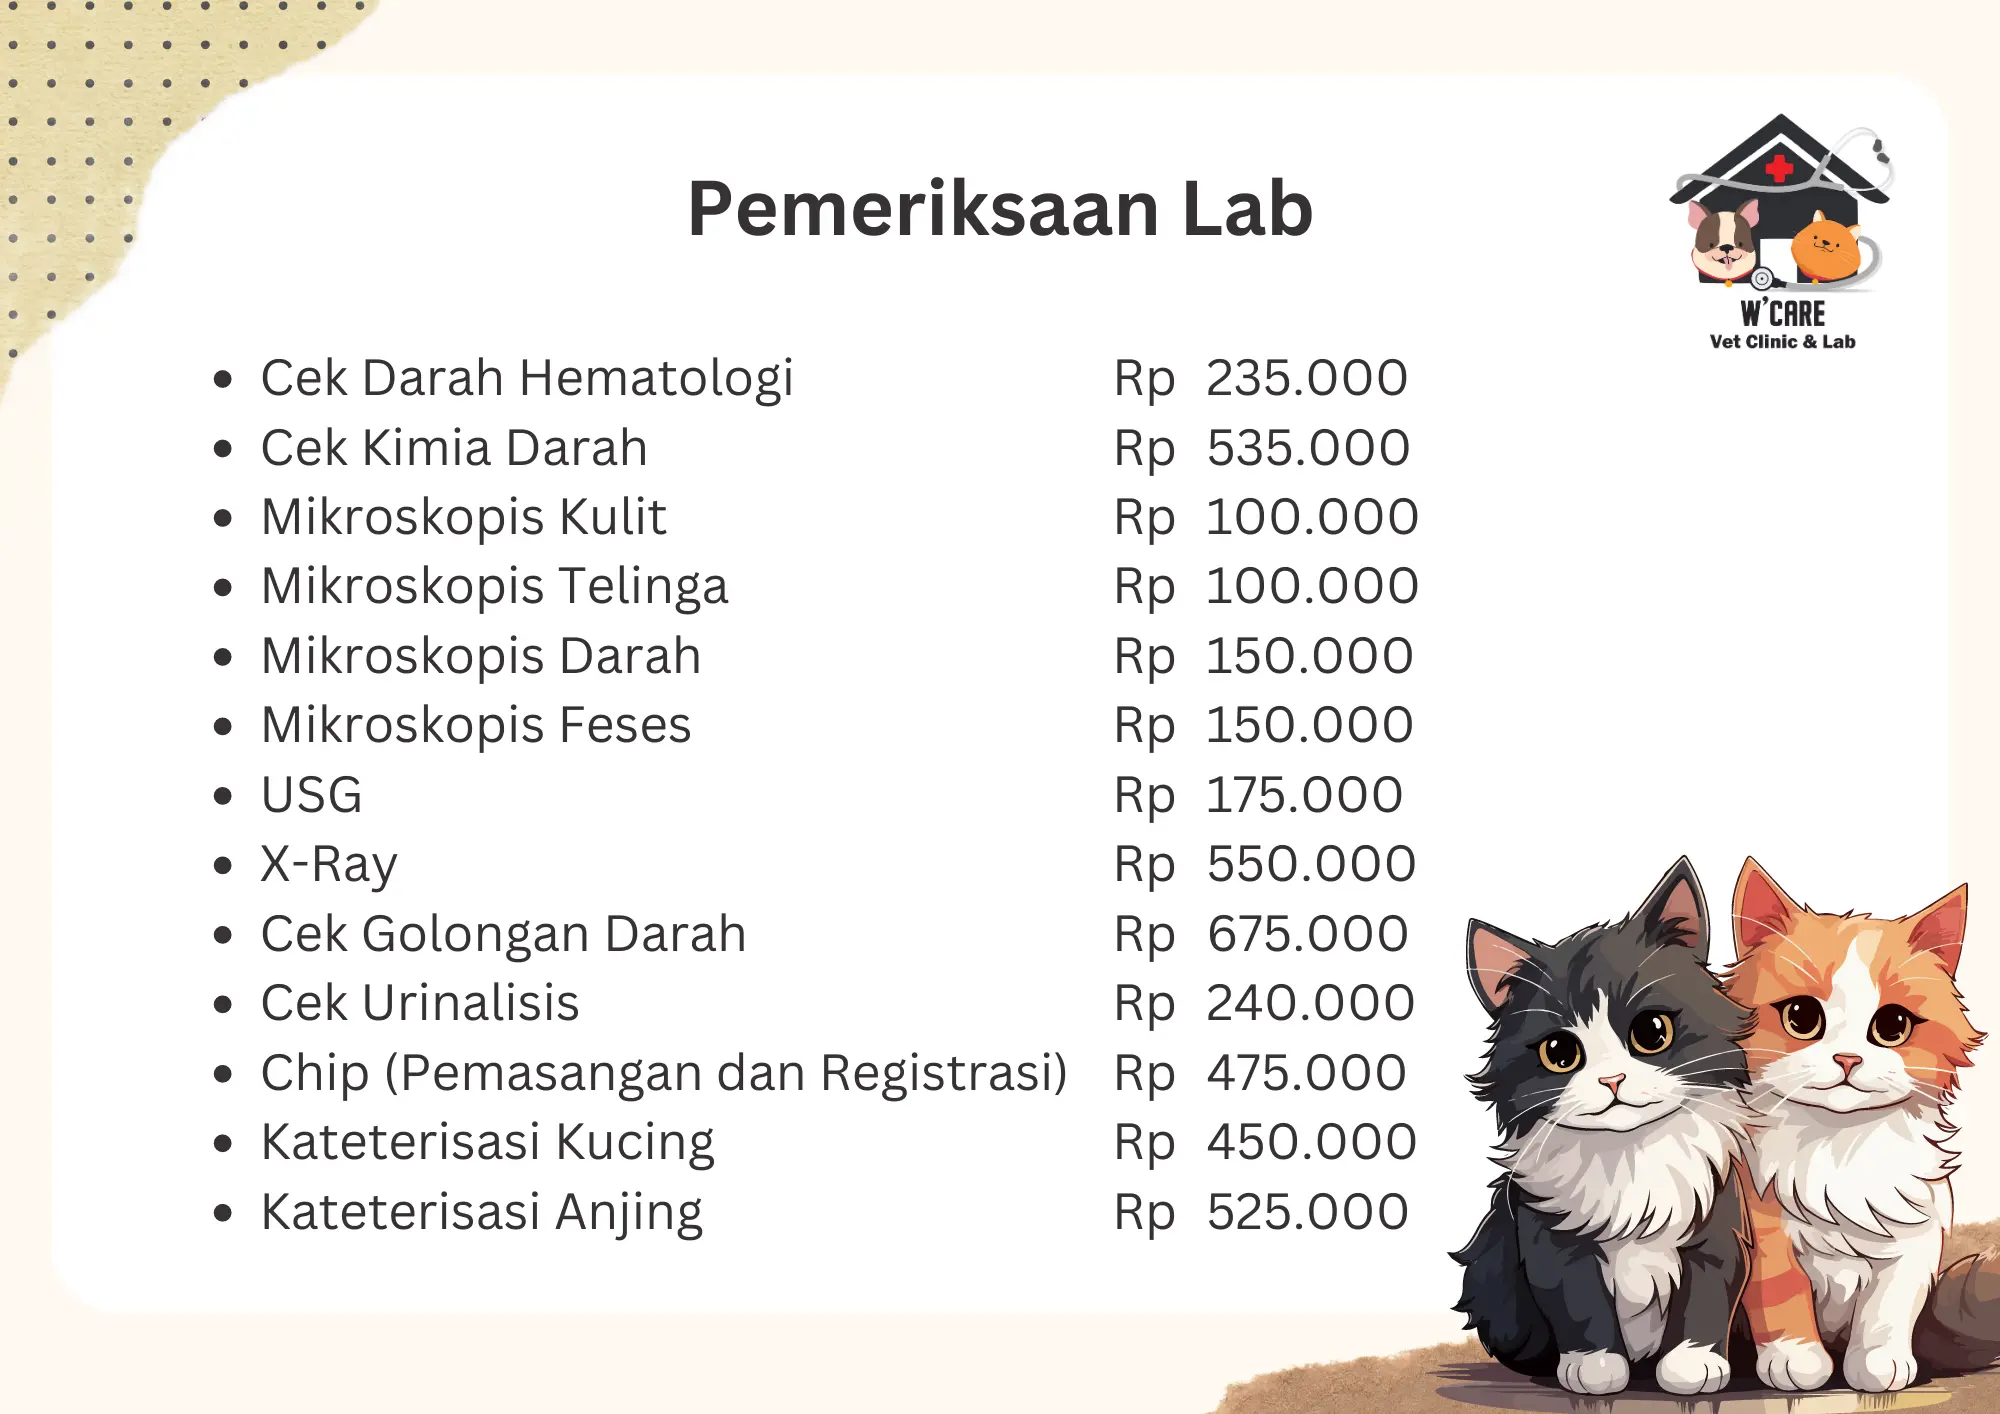 Pemeriksaan Lab
W'CARE
Vet Clinic & Lab
• Cek Darah Hematologi Rp 235.000
• Cek Kimia Darah Rp 535.000
• Mikroskopis Kulit Rp 100.000
• Mikroskopis Telinga Rp 100.000
• Mikroskopis Darah Rp 150.000
• Mikroskopis Feses Rp 150.000
• USG Rp 175.000
• X-Ray Rp 550.000
• Cek Golongan Darah Rp 675.000
• Cek Urinalisis Rp 240.000
• Chip (Pemasangan dan Registrasi) Rp 475.000
• Kateterisasi Kucing Rp 450.000
• Kateterisasi Anjing Rp 525.000